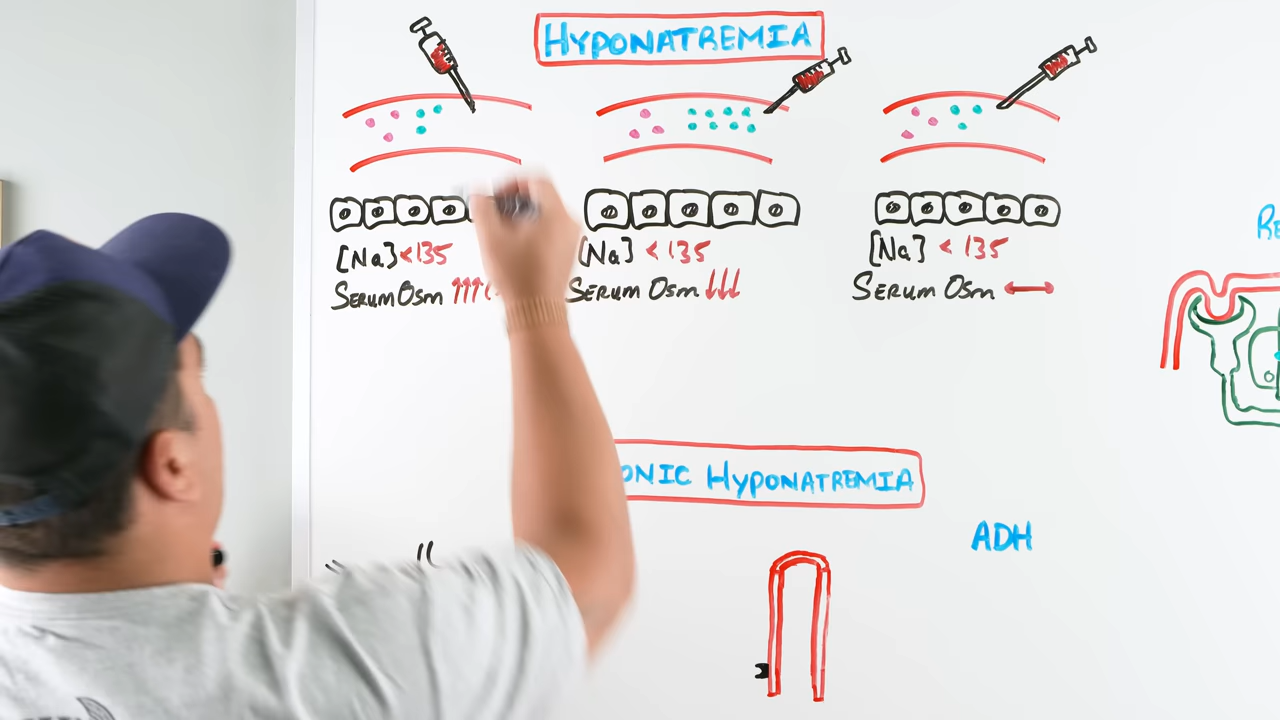 HYPONATREMIA
[Na] < 135
SERUM OSM ↑↑↑
[Na] < 135
SERUM OSM ↓↓↓
[Na] < 135
SERUM OSM ↔
ONIC HYPONATREMIA
ADH